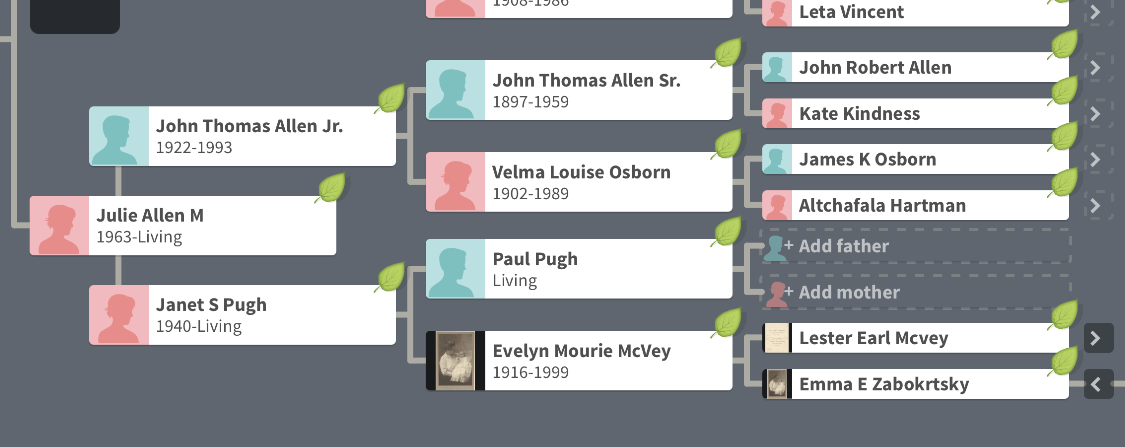 1908-1986
Leta Vincent
John Thomas Allen Sr.
1897-1959
John Robert Allen
Kate Kindness
John Thomas Allen Jr.
1922-1993
Velma Louise Osborn
1902-1989
James K Osborn
Altchafala Hartman
Julie Allen M
1963-Living
Paul Pugh
Living
+ Add father
+ Add mother
Janet S Pugh
1940-Living
Evelyn Mourie McVey
1916-1999
Lester Earl Mcvey
Emma E Zabokrtsky